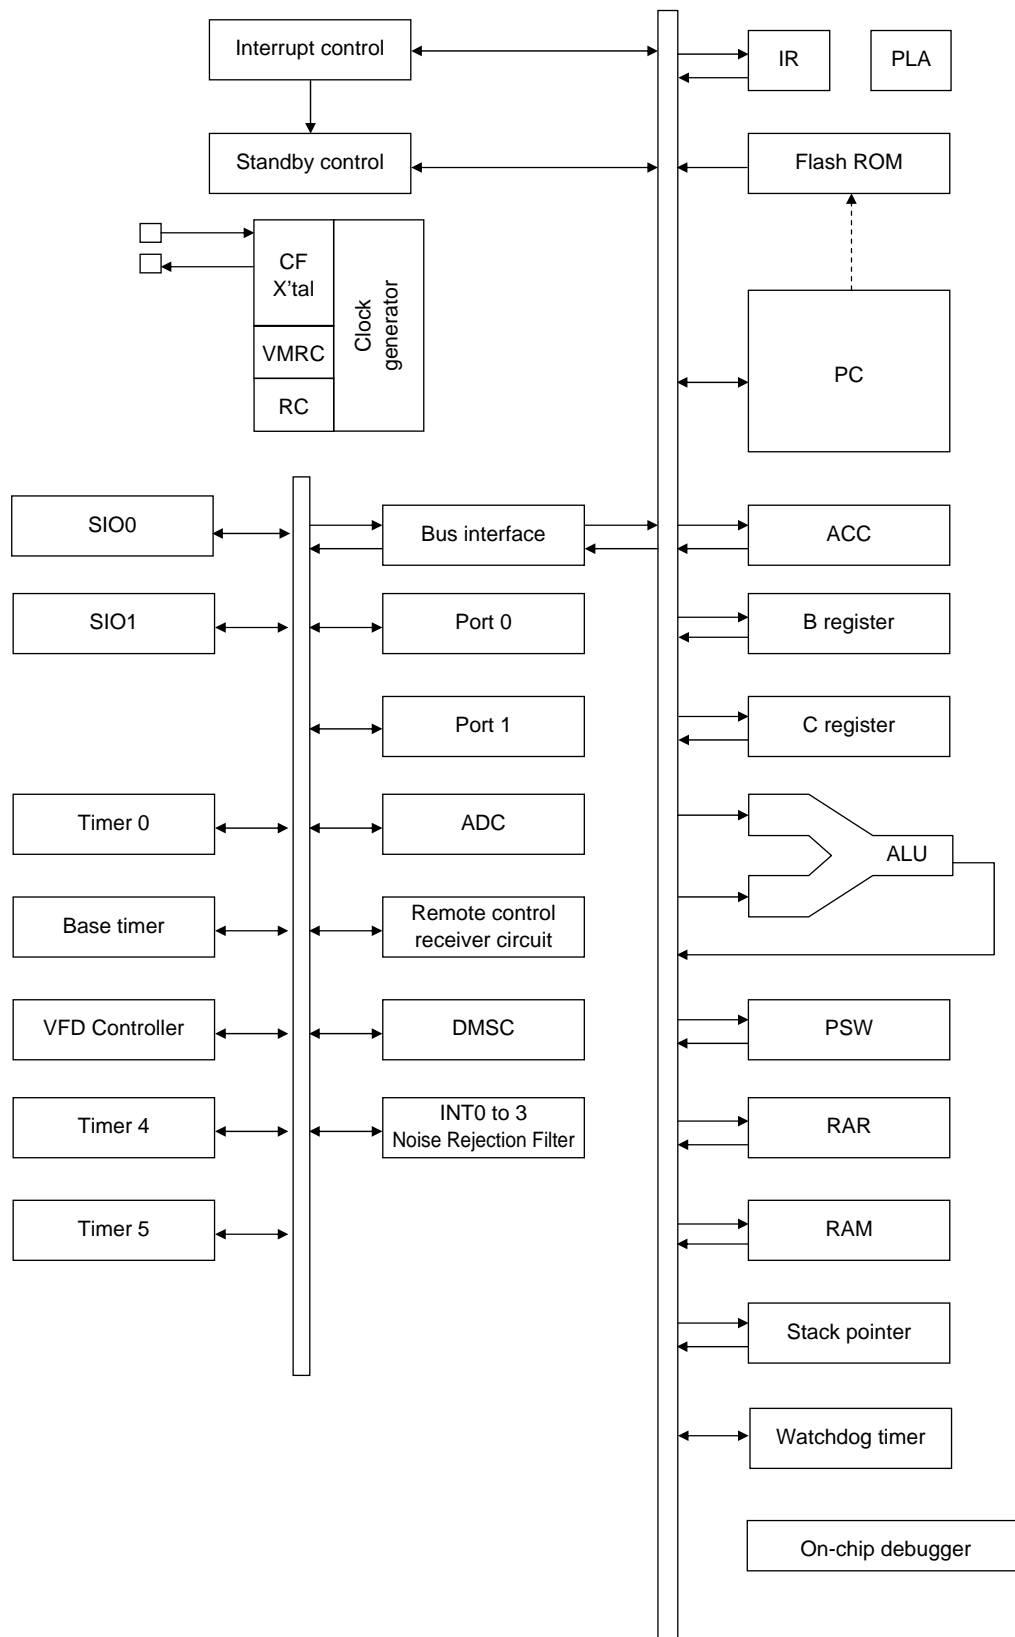 Interrupt control
IR
PLA
Standby control
Flash ROM
CF
X'tal
Clock
generator
VMRC
RC
PC
SIO0
Bus interface
ACC
SIO1
Port 0
B register
Port 1
C register
Timer 0
ADC
ALU
Base timer
Remote control
receiver circuit
VFD Controller
DMSC
PSW
Timer 4
INT0 to 3
Noise Rejection Filter
RAR
Timer 5
RAM
Stack pointer
Watchdog timer
On-chip debugger